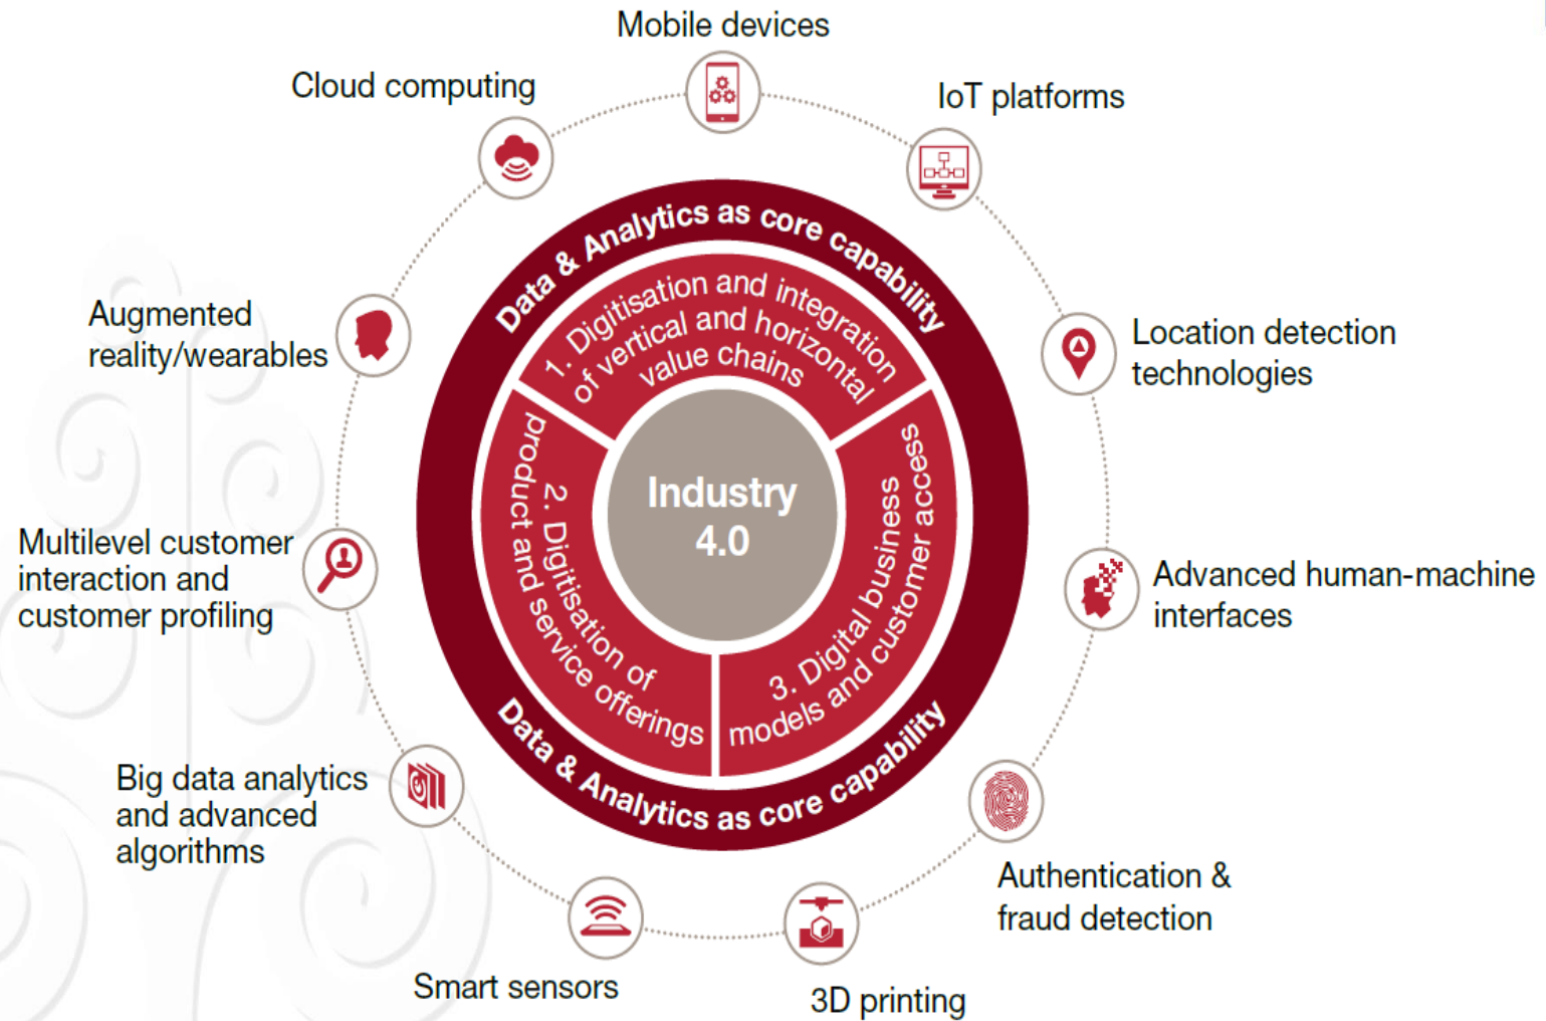 Mobile devices
Cloud computing
IoT platforms
Data & Analytics as core capability
1. Digitisation and integration
of vertical and horizontal
value chains
Augmented
reality/wearables
Location detection
technologies
Industry
4.0
2. Digitisation of
product and service offerings
3. Digital business
models and customer access
Multilevel customer
interaction and
customer profiling
Advanced human-machine
interfaces
Data & Analytics as core capability
Big data analytics
and advanced
algorithms
Authentication &
fraud detection
Smart sensors
3D printing